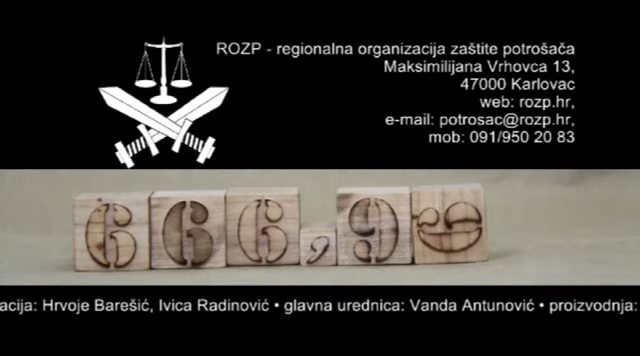 ROZP - regionalna organizacija zaštite potrošača
Maksimilijana Vrhovca 13,
47000 Karlovac
web: rozp.hr,
e-mail: potrosac@rozp.hr,
mob: 091/950 20 83
666,9
acija: Hrvoje Barešić, Ivica Radinović • glavna urednica: Vanda Antunović • proizvodnja: